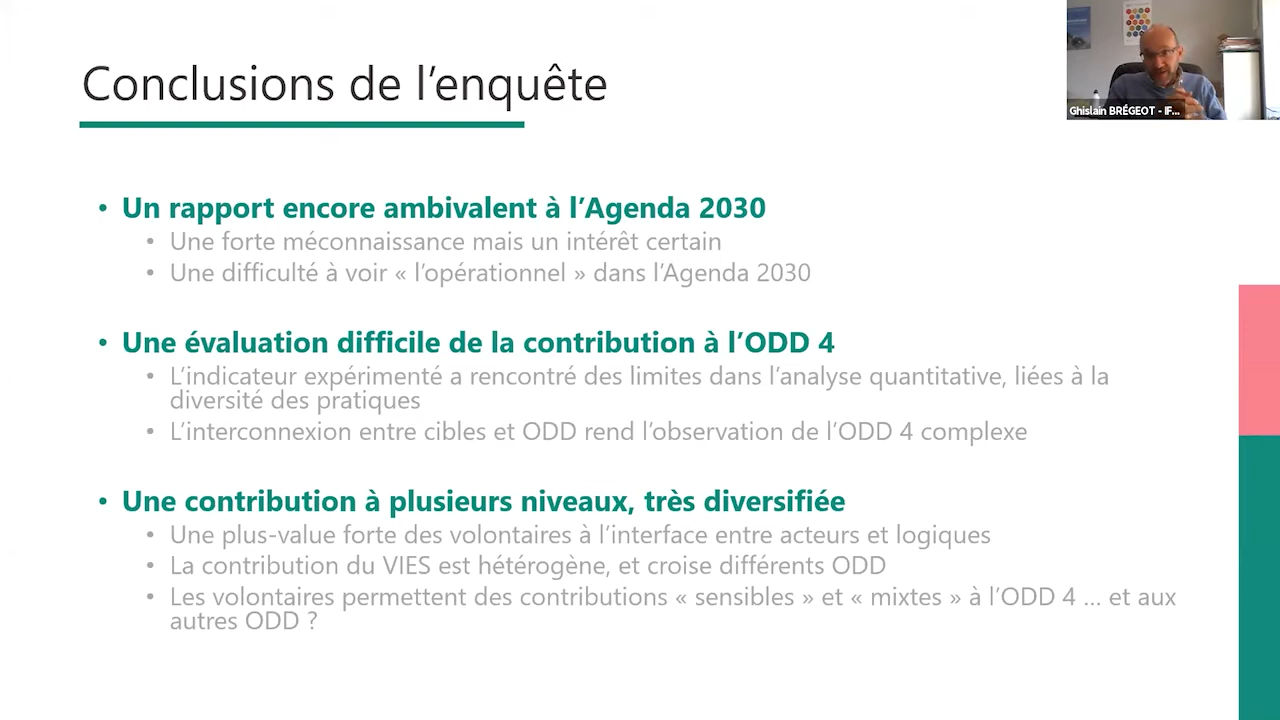 Conclusions de l’enquête
Ghislain BRÉGEOT - IF...
• Un rapport encore ambivalent à l’Agenda 2030
• Une forte méconnaissance mais un intérêt certain
• Une difficulté à voir « l’opérationnel » dans l’Agenda 2030
• Une évaluation difficile de la contribution à l’ODD 4
• L’indicateur expérimenté a rencontré des limites dans l’analyse quantitative, liées à la
diversité des pratiques
• L’interconnexion entre cibles et ODD rend l’observation de l’ODD 4 complexe
• Une contribution à plusieurs niveaux, très diversifiée
• Une plus-value forte des volontaires à l’interface entre acteurs et logiques
• La contribution du VIES est hétérogène, et croise différents ODD
• Les volontaires permettent des contributions « sensibles » et « mixtes » à l’ODD 4 … et aux
autres ODD ?